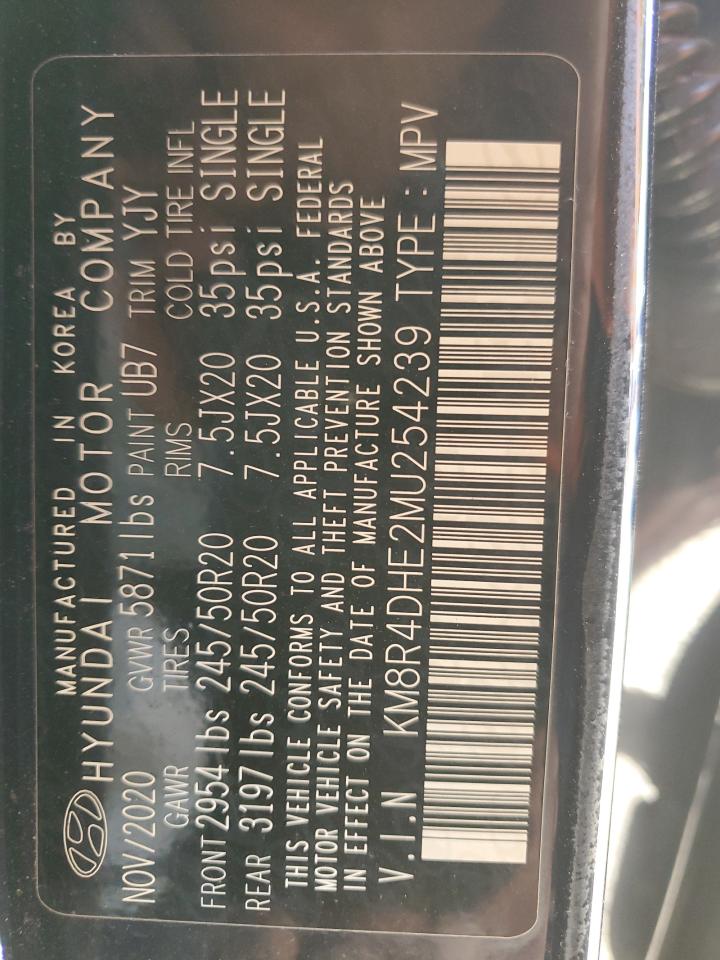 MANUFACTURED IN KOREA BY
HYUNDAI MOTOR COMPANY
NOV/2020 GVWR 5871lbs PAINT UB7 TRIM YJY
GAWR TIRES RIMS COLD TIRE INFL
FRONT 2954lbs 245/50R20 7.5JX20 35psi SINGLE
REAR 3197lbs 245/50R20 7.5JX20 35psi SINGLE
THIS VEHICLE CONFORMS TO ALL APPLICABLE U.S.A. FEDERAL
MOTOR VEHICLE SAFETY AND THEFT PREVENTION STANDARDS
IN EFFECT ON THE DATE OF MANUFACTURE SHOWN ABOVE
V.I.N KM8R4DHE2MU254239 TYPE : MPV